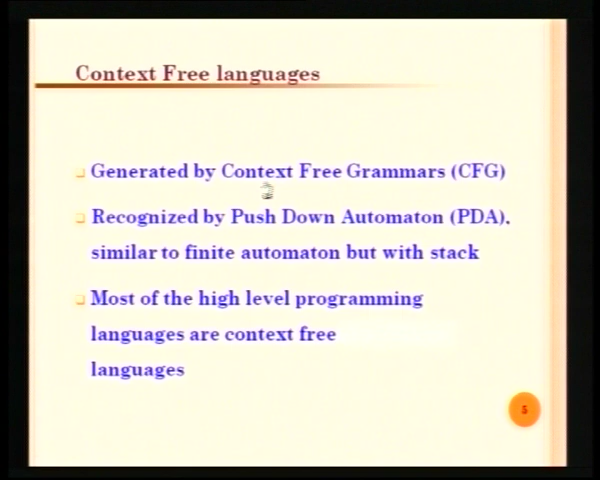 Context Free languages
Generated by Context Free Grammars (CFG)
Recognized by Push Down Automaton (PDA),
similar to finite automaton but with stack
Most of the high level programming
languages are context free
languages
5